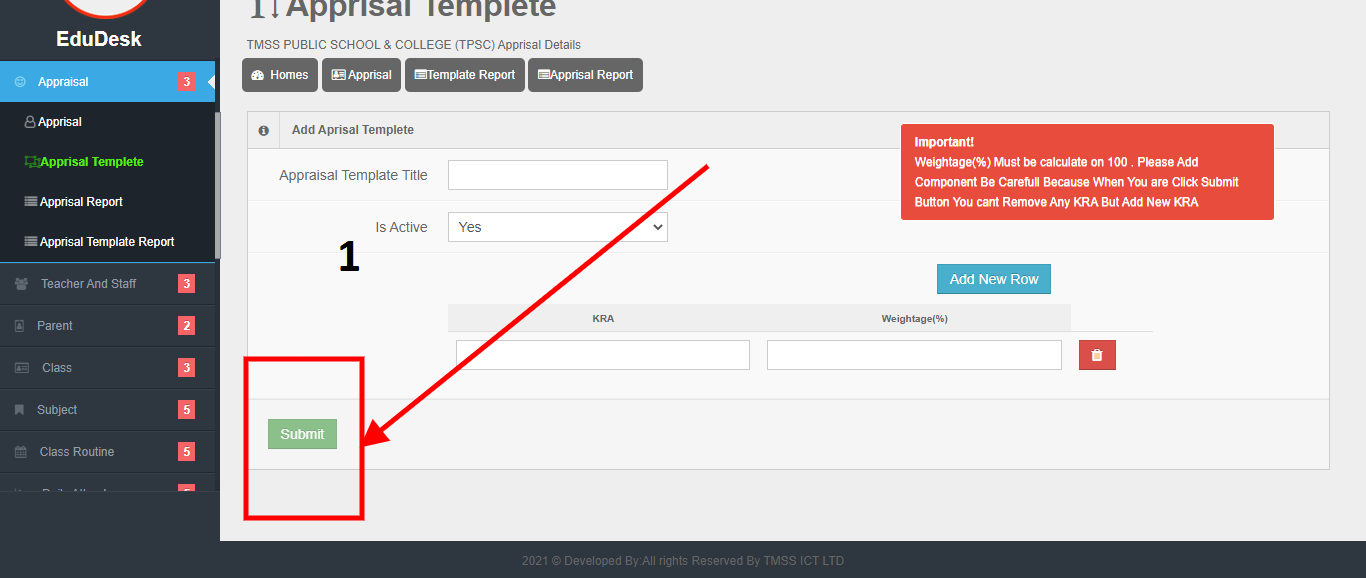 Apprisal Templete
EduDesk
TMSS PUBLIC SCHOOL & COLLEGE (TPSC) Apprisal Details
Homes
Apprisal
Template Report
Apprisal Report
Appraisal 3
Apprisal
Apprisal Templete
Apprisal Report
Apprisal Template Report
Teacher And Staff 3
Parent 2
Class 3
Subject 5
Class Routine 5
Add Aprisal Templete
Important!
Weightage(%) Must be calculate on 100 . Please Add
Component Be Carefull Because When You are Click Submit
Button You cant Remove Any KRA But Add New KRA
Appraisal Template Title
Is Active Yes
1
Add New Row
KRA Weightage(%)
Submit
2021 © Developed By:All rights Reserved By TMSS ICT LTD